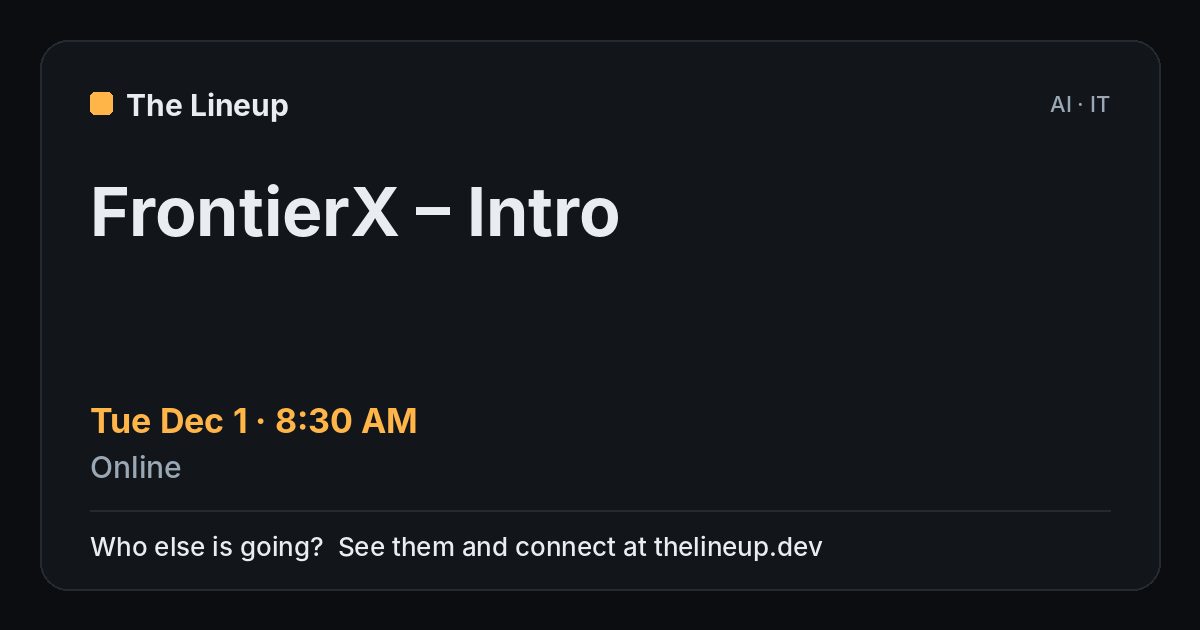 The Lineup
AI · IT
FrontierX – Intro
Tue Dec 1 · 8:30 AM
Online
Who else is going? See them and connect at thelineup.dev